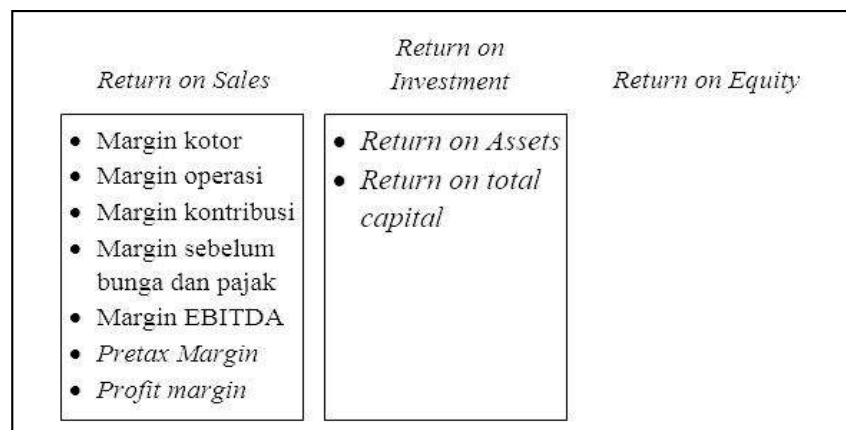 Return on Sales
Return on
Investment
Return on Equity
• Margin kotor
• Margin operasi
• Margin kontribusi
• Margin sebelum
bunga dan pajak
• Margin EBITDA
• Pretax Margin
• Profit margin
• Return on Assets
• Return on total
capital